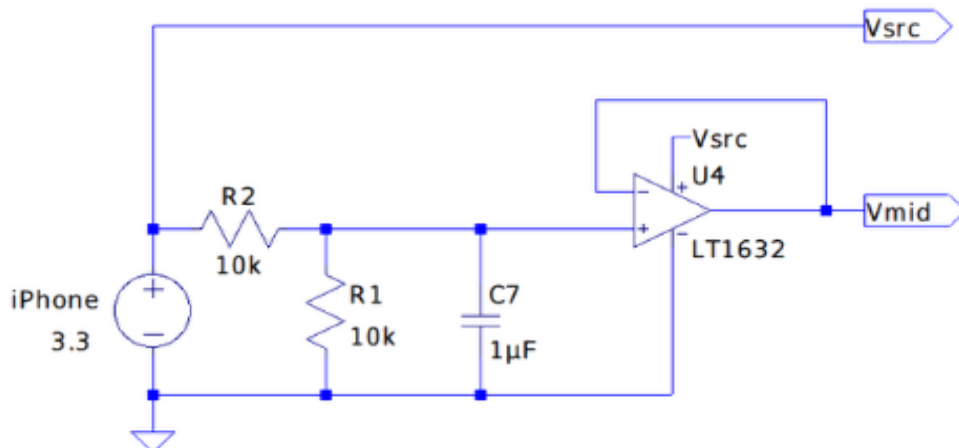 Vsrc
Vsrc
U4
R2
Vmid
LT1632
10k
iPhone
3.3
R1
10k
C7
1µF